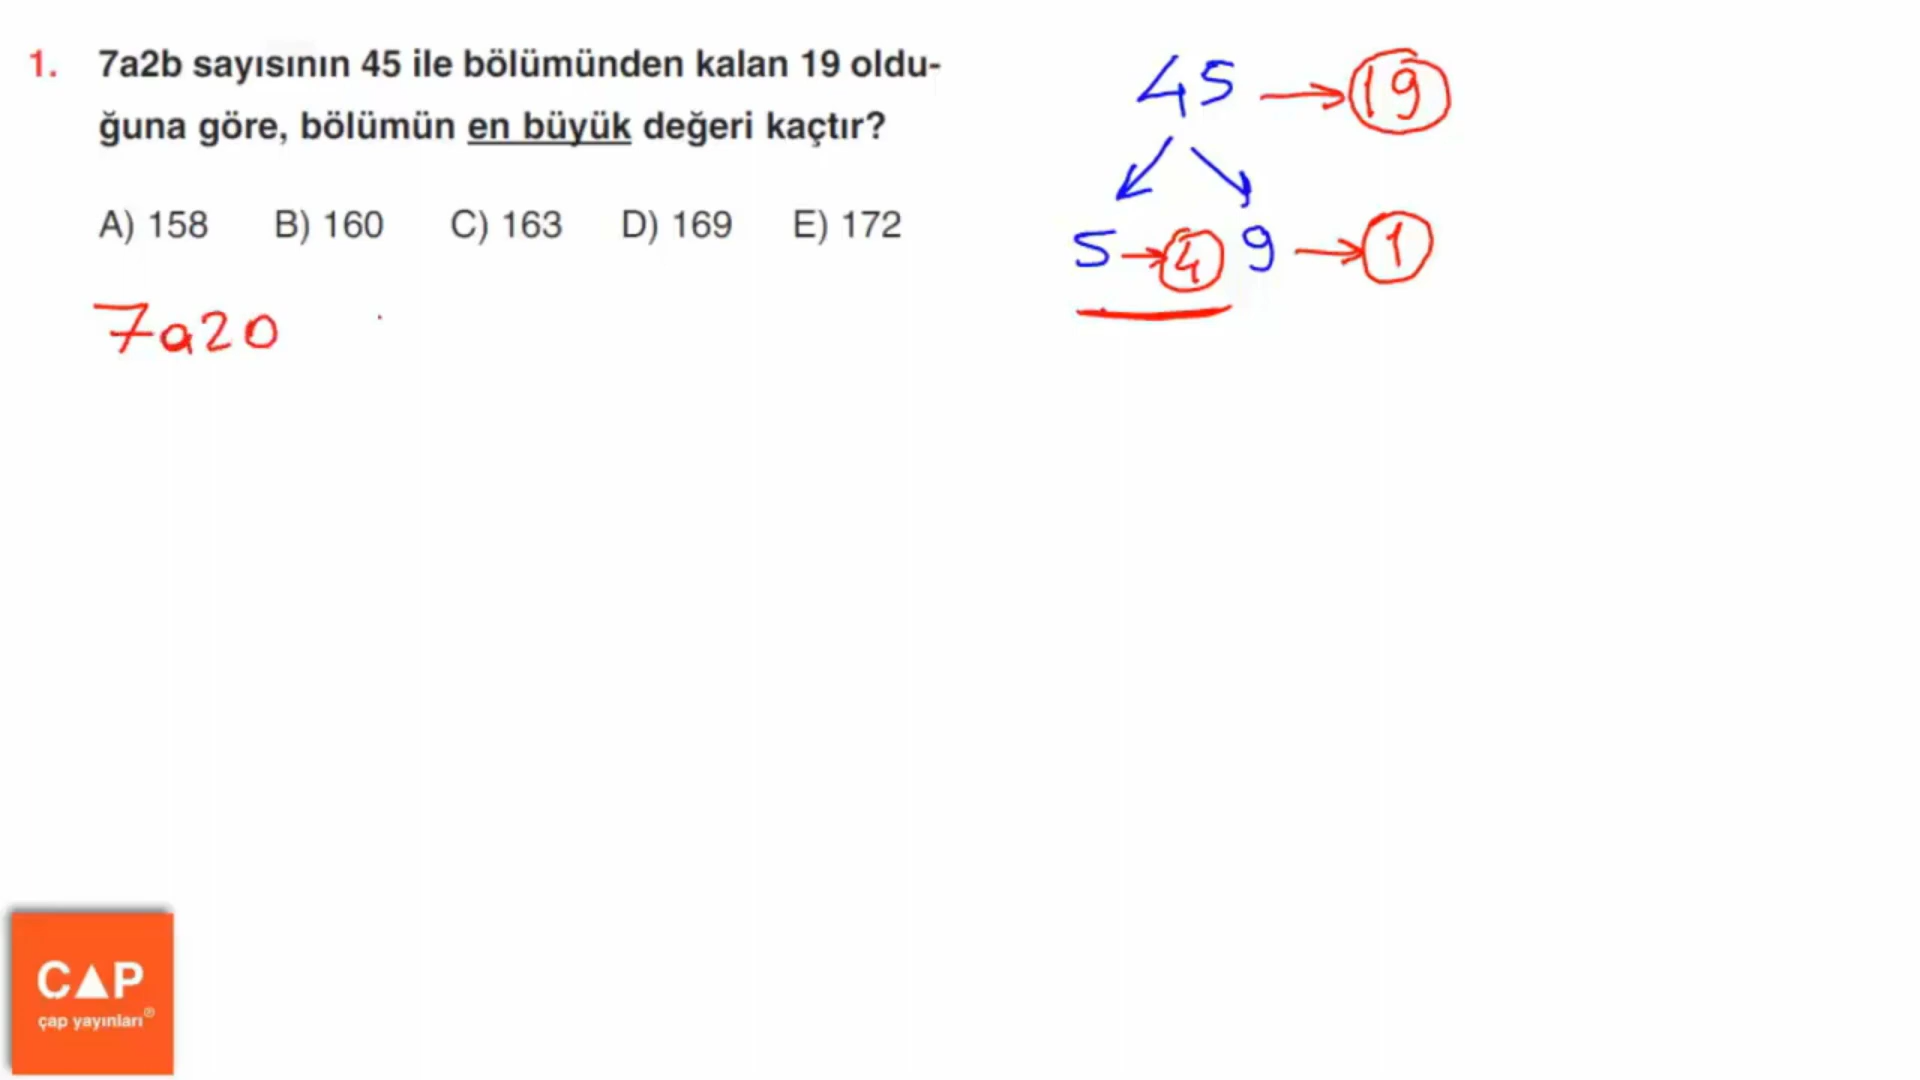 1. 7a2b sayısının 45 ile bölümünden kalan 19 oldu-
ğuna göre, bölümün en büyük değeri kaçtır?
A) 158 B) 160 C) 163 D) 169 E) 172
45 → 19
5 → 4 9 → 1
7a20
CAP
çap yayınları®